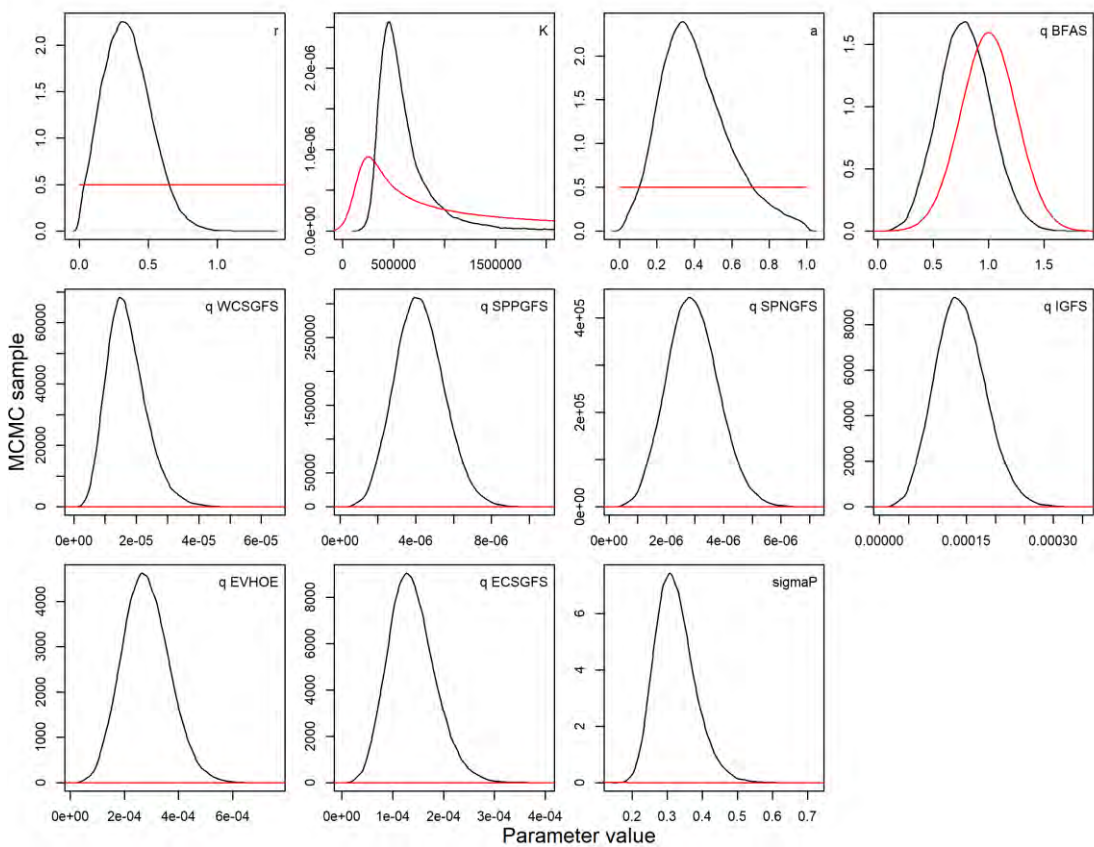 r
0.0 0.5 1.0 1.5 2.0
0.0 0.5 1.0
K
0.0e+00 1.0e-06 2.0e-06
0 500000 1500000
a
0.0 0.5 1.0 1.5 2.0
0.0 0.2 0.4 0.6 0.8 1.0
q BFAS
0.0 0.5 1.0 1.5
0.0 0.5 1.0 1.5
q WCSGFS
0 20000 40000 60000
0e+00 2e-05 4e-05 6e-05
q SPPGFS
0 50000 150000 250000
0e+00 4e-06 8e-06
q SPNGFS
0e+00 2e+05 4e+05
0e+00 2e-06 4e-06 6e-06
q IGFS
0 2000 4000 6000 8000
0.00000 0.00015 0.00030
q EVHOE
0 1000 2000 3000 4000
0e+00 2e-04 4e-04 6e-04
q ECSGFS
0 2000 4000 6000 8000
0e+00 1e-04 2e-04 3e-04 4e-04
sigmaP
0 2 4 6
0.2 0.3 0.4 0.5 0.6 0.7
MCMC sample
Parameter value